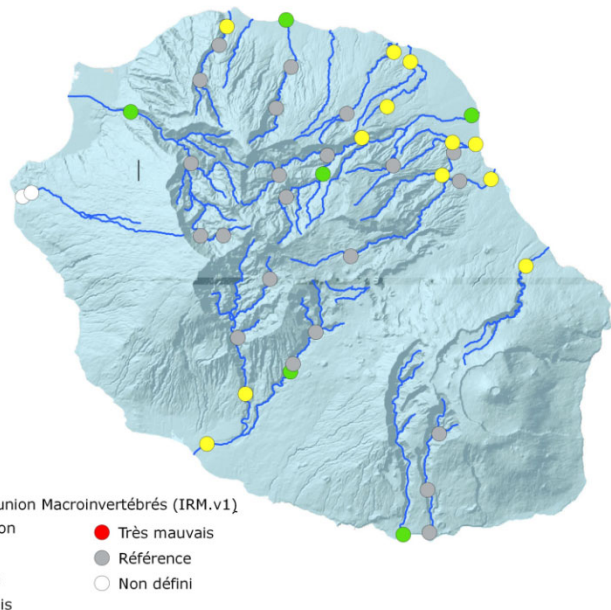 union Macroinvertébrés (IRM.v1)
on
Très mauvais
Référence
Non défini
is